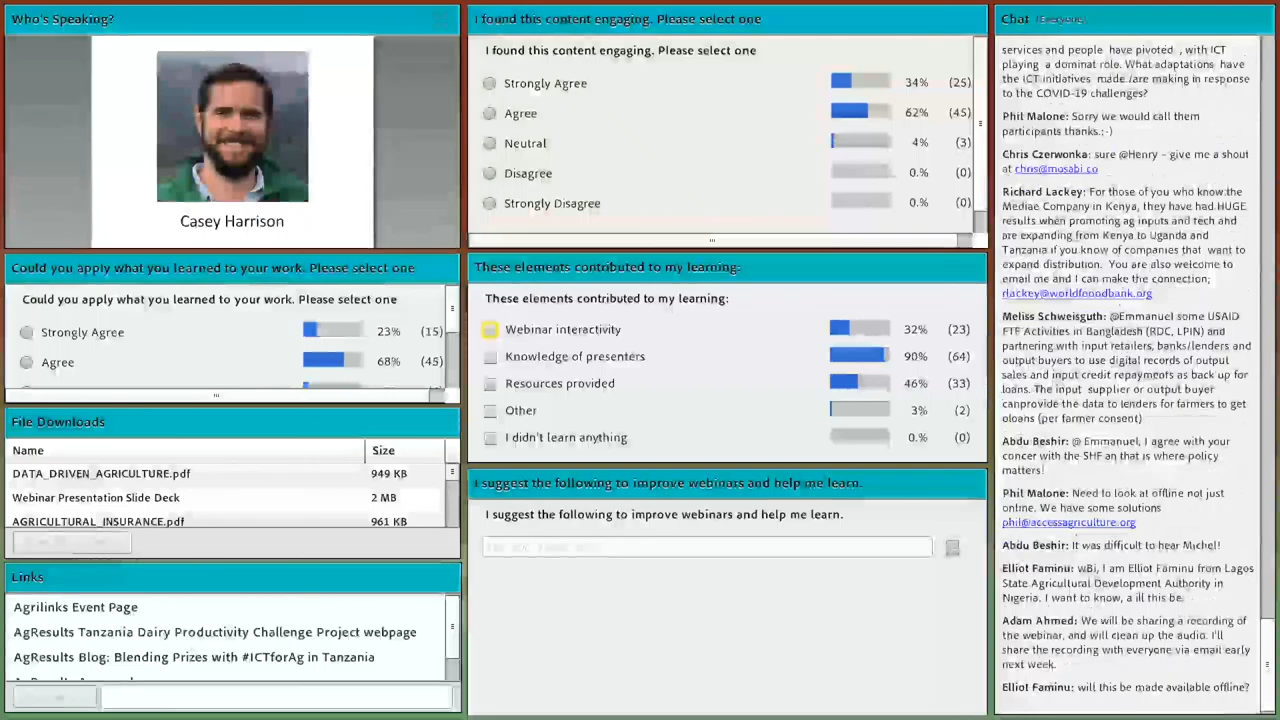 Who's Speaking?
Casey Harrison
Could you apply what you learned to your work. Please select one
Could you apply what you learned to your work. Please select one
Strongly Agree 23% (15)
Agree 68% (45)
File Downloads
Name Size
DATA_DRIVEN_AGRICULTURE.pdf 949 KB
Webinar Presentation Slide Deck 2 MB
AGRICULTURAL_INSURANCE.pdf 961 KB
Links
Agrilinks Event Page
AgResults Tanzania Dairy Productivity Challenge Project webpage
AgResults Blog: Blending Prizes with #ICTforAg in Tanzania
I found this content engaging. Please select one
I found this content engaging. Please select one
Strongly Agree 34% (25)
Agree 62% (45)
Neutral 4% (3)
Disagree 0.% (0)
Strongly Disagree 0.% (0)
These elements contributed to my learning:
These elements contributed to my learning:
Webinar interactivity 32% (23)
Knowledge of presenters 90% (64)
Resources provided 46% (33)
Other 3% (2)
I didn't learn anything 0.% (0)
I suggest the following to improve webinars and help me learn.
I suggest the following to improve webinars and help me learn.
Chat (Everyone)
services and people have pivoted , with ICT
playing a dominat role. What adaptations have
the ICT initiatives made /are making in response
to the COVID-19 challenges?
Phil Malone: Sorry we would call them
participants thanks.;-)
Chris Czerwonka: sure @Henry - give me a shout
at chris@mosabi.co
Richard Lackey: For those of you who know the
Mediae Company in Kenya, they have had HUGE
results when promoting ag inputs and tech and
are expanding from Kenya to Uganda and
Tanzania if you know of companies that want to
expand distribution. You are also welcome to
email me and I can make the connection;
rlackey@worldfoodbank.org
Meliss Schweisguth: @Emmanuel some USAID
FTF Activities in Bangladesh (RDC, LPIN) and
partnering with input retailers, banks/lenders and
output buyers to use digital records of output
sales and input credit repayments as back up for
loans. The input supplier or output buyer
canprovide the data to lenders for farmers to get
oloans (per farmer consent)
Abdu Beshir: @ Emmanuel, I agree with your
concer with the SHF an that is where policy
matters!
Phil Malone: Need to look at offline not just
online. We have some solutions
phil@accessagriculture.org
Abdu Beshir: It was difficult to hear Michel!
Elliot Faminu: wBi, I am Elliot Faminu from Lagos
State Agricultural Development Authority in
Nigeria. I want to know, a ill this be.
Adam Ahmed: We will be sharing a recording of
the webinar, and will clean up the audio. I'll
share the recording with everyone via email early
next week.
Elliot Faminu: will this be made available offline?